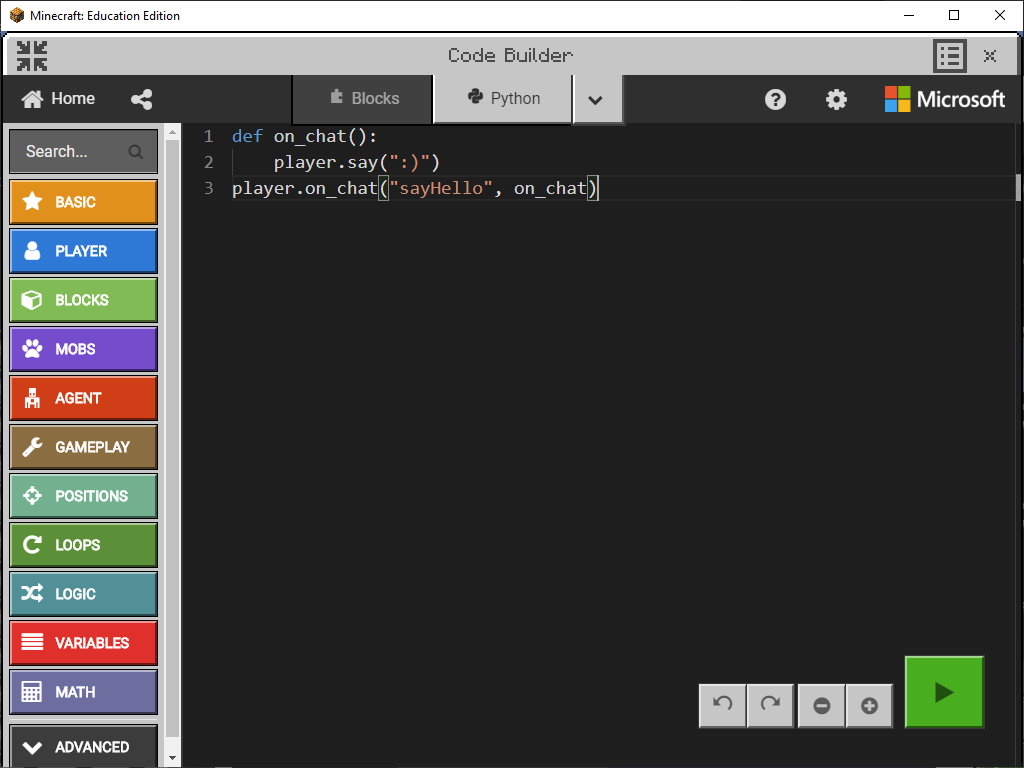 Minecraft: Education Edition
Code Builder
Home
Blocks
Python
Microsoft
Search...
BASIC
PLAYER
BLOCKS
MOBS
AGENT
GAMEPLAY
POSITIONS
LOOPS
LOGIC
VARIABLES
MATH
ADVANCED
1 def on_chat():
2     player.say(":)")
3 player.on_chat("sayHello", on_chat)